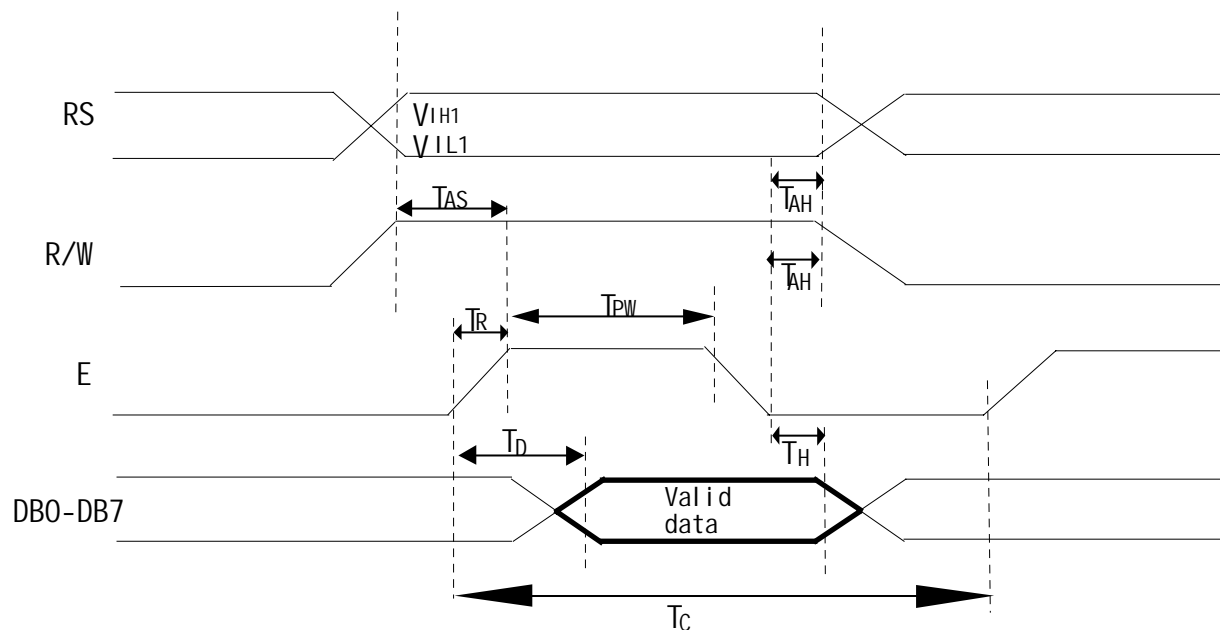 RS
VIH1
VIL1
TAS
TAH
R/W
TAH
TR
TPW
E
TD
TH
DB0-DB7
Valid
data
TC